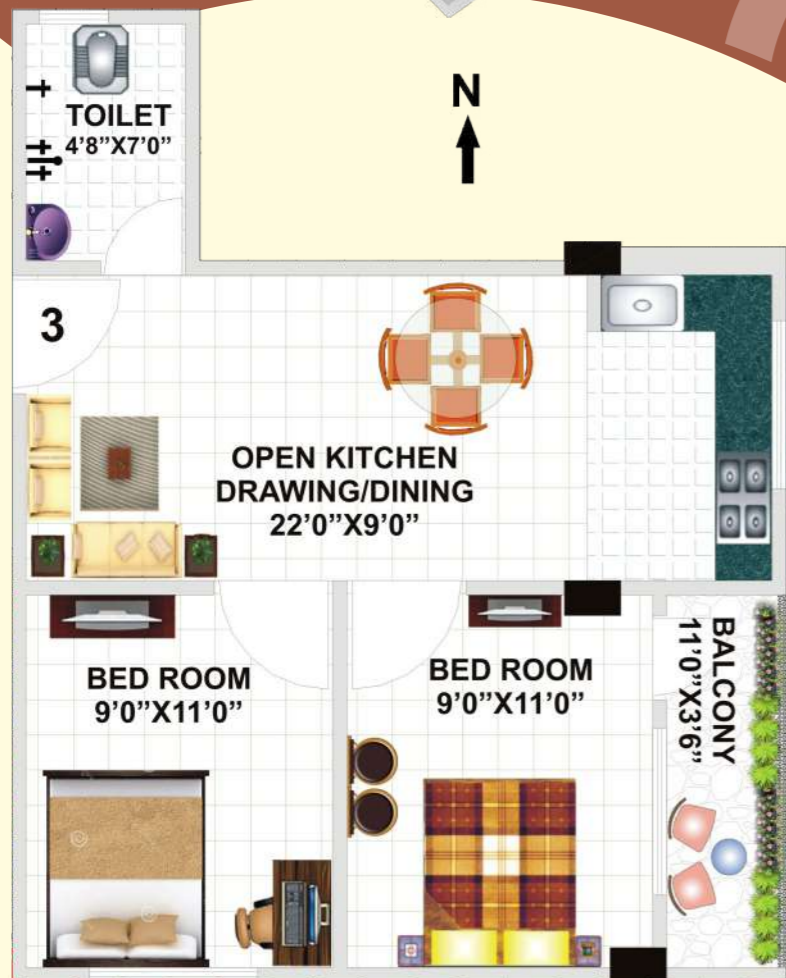 TOILET
4’8”X7’0”
N
3
OPEN KITCHEN
DRAWING/DINING
22’0”X9’0”
BED ROOM
9’0”X11’0”
BED ROOM
9’0”X11’0”
BALCONY
11’0”X3’6”